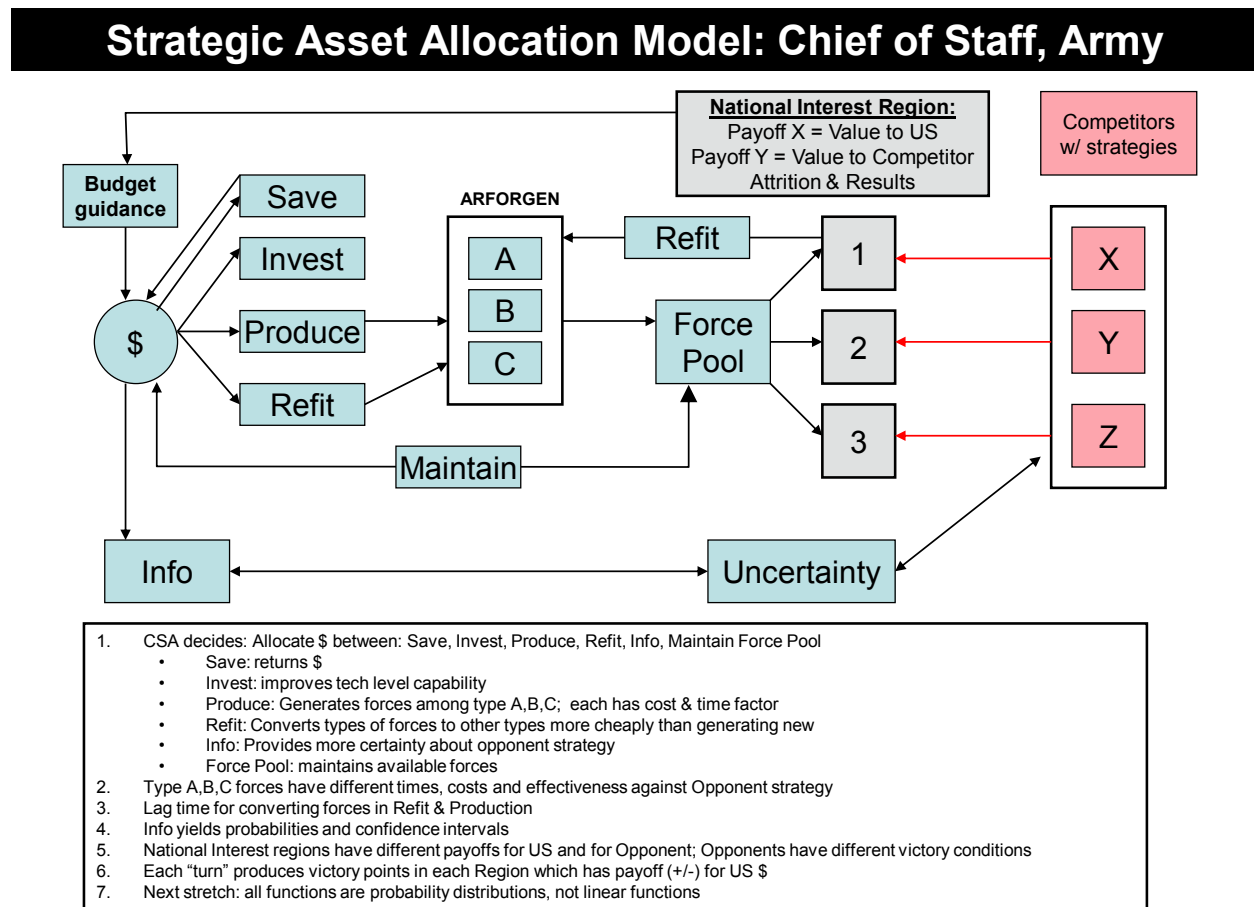 Strategic Asset Allocation Model: Chief of Staff, Army
National Interest Region:
Payoff X = Value to US
Payoff Y = Value to Competitor
Attrition & Results
Competitors
w/ strategies
Budget
guidance
Save
ARFORGEN
Invest
A
Refit
1
X
$
Produce
B
Force
Pool
2
Y
Refit
C
3
Z
Maintain
Info
Uncertainty
1. CSA decides: Allocate $ between: Save, Invest, Produce, Refit, Info, Maintain Force Pool
• Save: returns $
• Invest: improves tech level capability
• Produce: Generates forces among type A,B,C; each has cost & time factor
• Refit: Converts types of forces to other types more cheaply than generating new
• Info: Provides more certainty about opponent strategy
• Force Pool: maintains available forces
2. Type A,B,C forces have different times, costs and effectiveness against Opponent strategy
3. Lag time for converting forces in Refit & Production
4. Info yields probabilities and confidence intervals
5. National Interest regions have different payoffs for US and for Opponent; Opponents have different victory conditions
6. Each “turn” produces victory points in each Region which has payoff (+/-) for US $
7. Next stretch: all functions are probability distributions, not linear functions